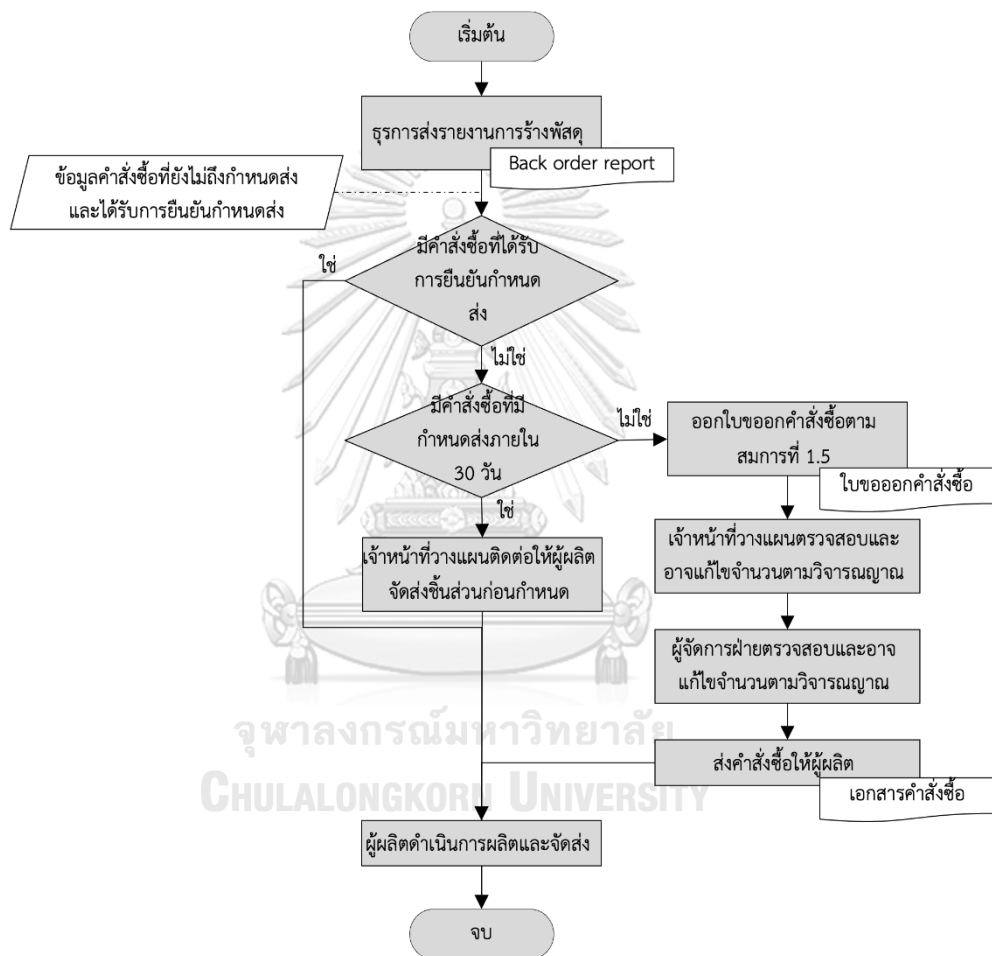 เริ่มต้น
ธุรการส่งรายงานการร้างพัสดุ
Back order report
ข้อมูลคำสั่งซื้อที่ยังไม่ถึงกำหนดส่ง
และได้รับการยืนยันกำหนดส่ง
มีคำสั่งซื้อที่ได้รับ
การยืนยันกำหนด
ส่ง
ใช่
ไม่ใช่
มีคำสั่งซื้อที่มี
กำหนดส่งภายใน
30 วัน
ไม่ใช่
ใช่
ออกใบขอออกคำสั่งซื้อตาม
สมการที่ 1.5
ใบขอออกคำสั่งซื้อ
เจ้าหน้าที่วางแผนติดต่อให้ผู้ผลิต
จัดส่งชิ้นส่วนก่อนกำหนด
เจ้าหน้าที่วางแผนตรวจสอบและ
อาจแก้ไขจำนวนตามวิจารณญาณ
ผู้จัดการฝ่ายตรวจสอบและอาจ
แก้ไขจำนวนตามวิจารณญาณ
ส่งคำสั่งซื้อให้ผู้ผลิต
เอกสารคำสั่งซื้อ
จุฬาลงกรณ์มหาวิทยาลัย
CHULALONGKORN UNIVERSITY
ผู้ผลิตดำเนินการผลิตและจัดส่ง
จบ